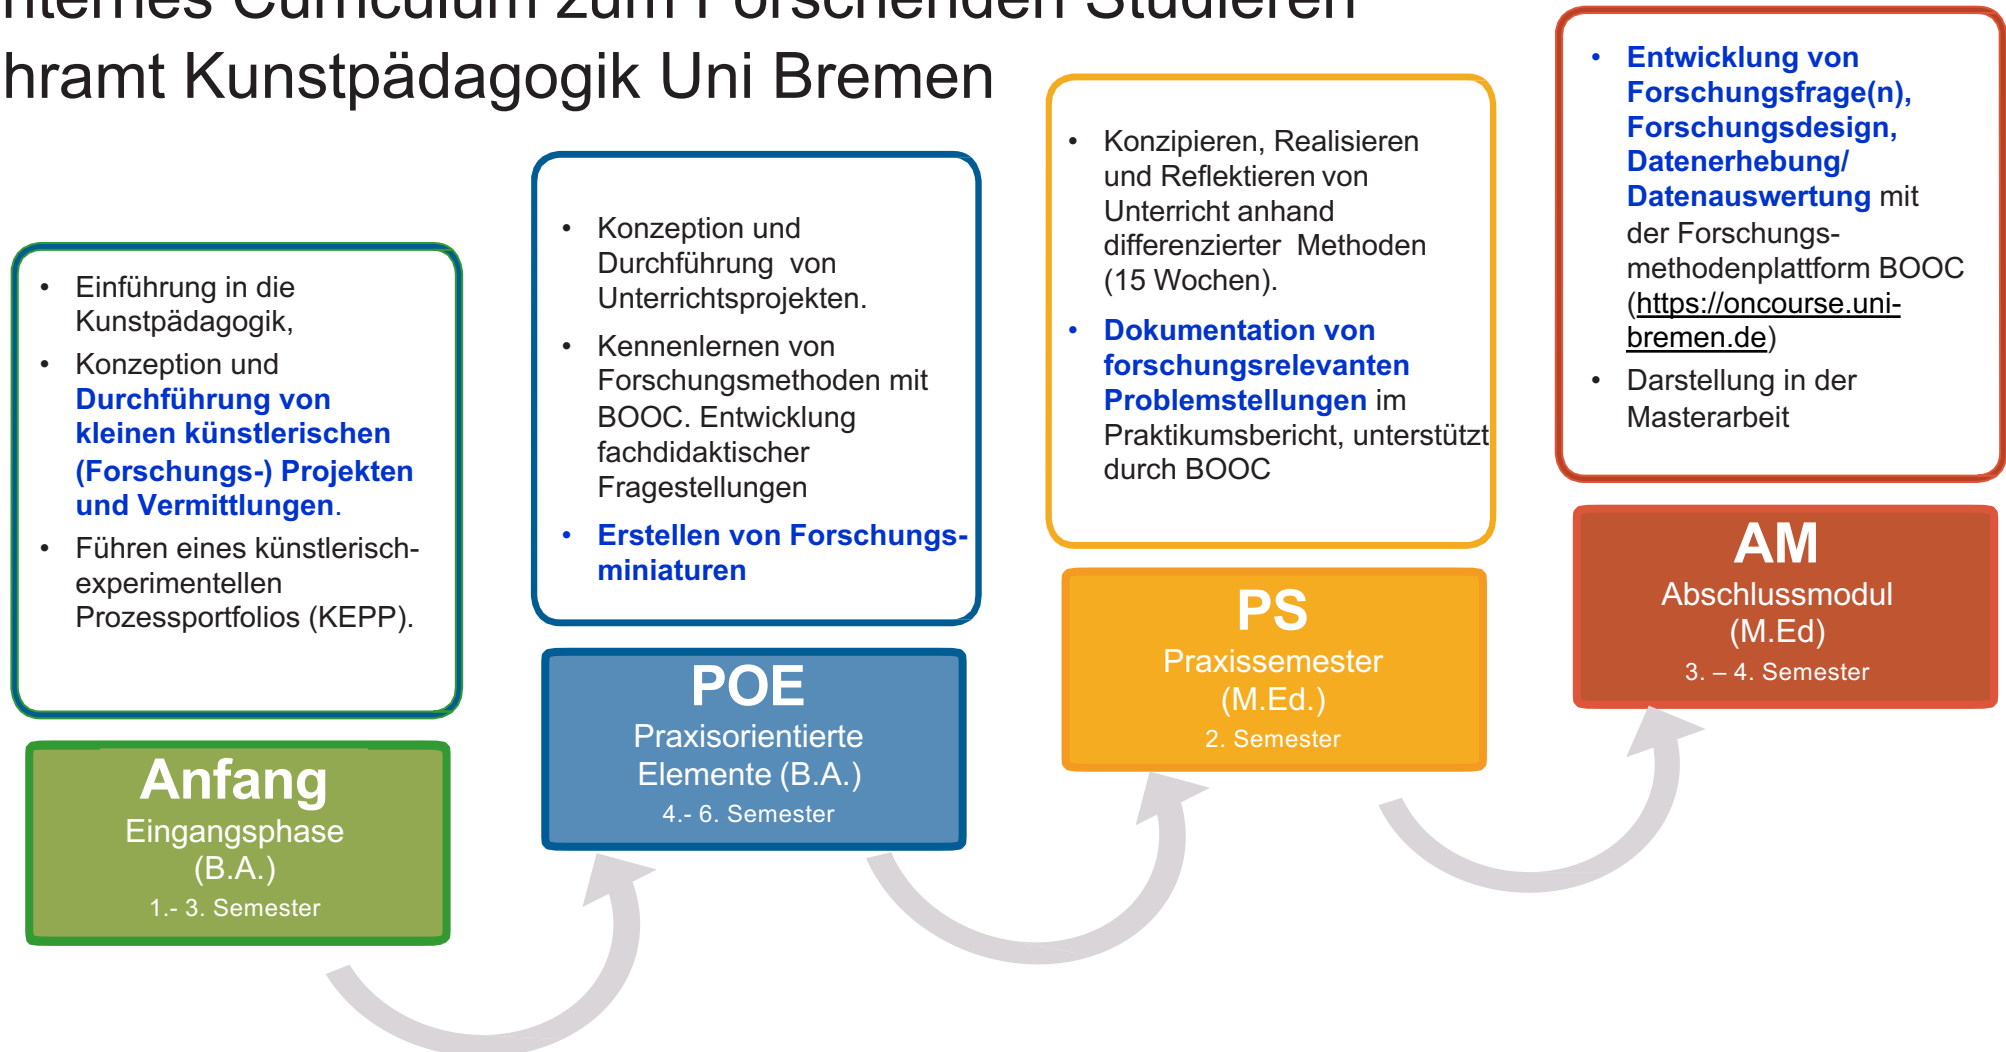 nternes Curriculum zum Forschenden Studieren
hramt Kunstpädagogik Uni Bremen
• Einführung in die
Kunstpädagogik,
• Konzeption und
Durchführung von
kleinen künstlerischen
(Forschungs-) Projekten
und Vermittlungen.
• Führen eines künstlerisch-
experimentellen
Prozessportfolios (KEPP).
Anfang
Eingangsphase
(B.A.)
1.- 3. Semester
• Konzeption und
Durchführung von
Unterrichtsprojekten.
• Kennenlernen von
Forschungsmethoden mit
BOOC. Entwicklung
fachdidaktischer
Fragestellungen
• Erstellen von Forschungs-
miniaturen
POE
Praxisorientierte
Elemente (B.A.)
4.- 6. Semester
• Konzipieren, Realisieren
und Reflektieren von
Unterricht anhand
differenzierter Methoden
(15 Wochen).
• Dokumentation von
forschungsrelevanten
Problemstellungen im
Praktikumsbericht, unterstützt
durch BOOC
PS
Praxissemester
(M.Ed.)
2. Semester
• Entwicklung von
Forschungsfrage(n),
Forschungsdesign,
Datenerhebung/
Datenauswertung mit
der Forschungs-
methodenplattform BOOC
(https://oncourse.uni-
bremen.de)
• Darstellung in der
Masterarbeit
AM
Abschlussmodul
(M.Ed)
3. – 4. Semester